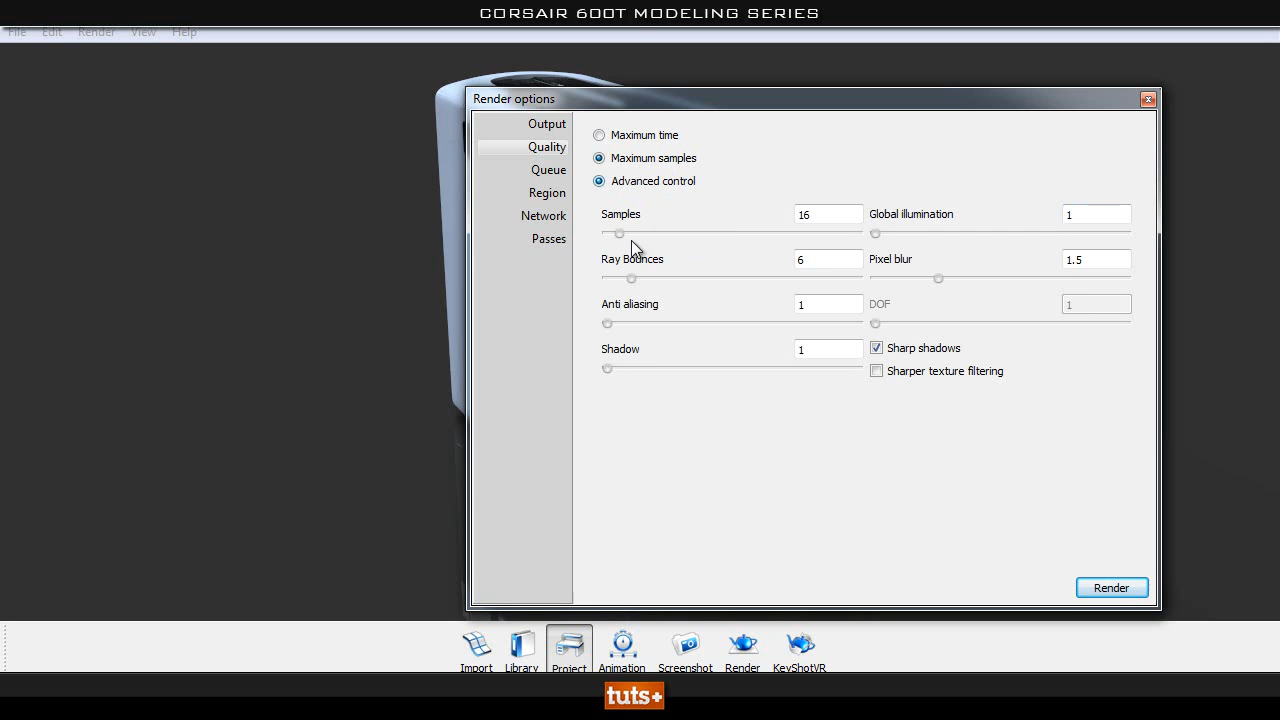 CORSAIR 600T MODELING SERIES
File Edit Render View Help
Render options
Output
Quality
Queue
Region
Network
Passes
Maximum time
Maximum samples
Advanced control
Samples 16
Global illumination 1
Ray Bounces 6
Pixel blur 1.5
Anti aliasing 1
DOF 1
Shadow 1
Sharp shadows
Sharper texture filtering
Render
Import Library Project Animation Screenshot Render KeyShotVR
tuts+